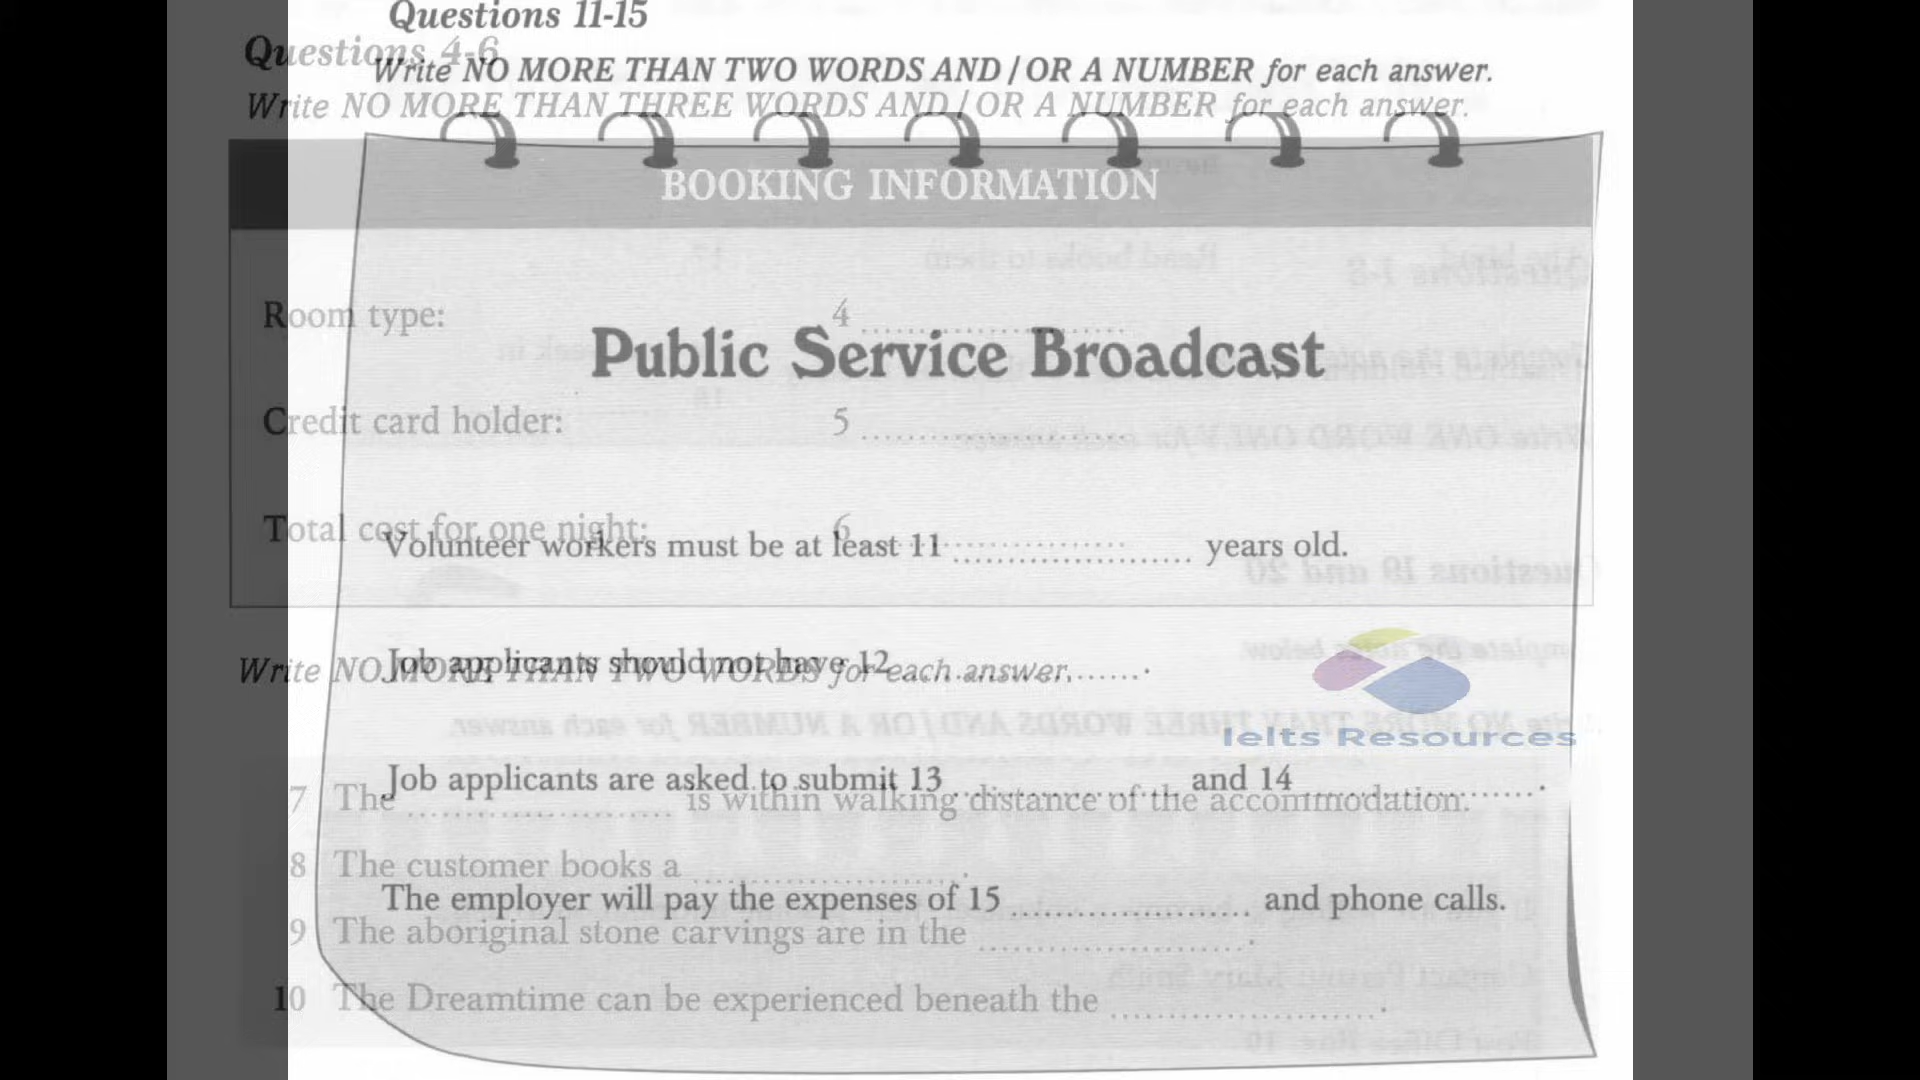 Questions 11-15
Questions 4-6
Write NO MORE THAN TWO WORDS AND / OR A NUMBER for each answer.
Write NO MORE THAN THREE WORDS AND / OR A NUMBER for each answer.
BOOKING INFORMATION
Room type: 4 ........................
Public Service Broadcast
Credit card holder: 5 ........................
Total cost for one night: 6 ........................
Volunteer workers must be at least 11 ........................ years old.
Job applicants should not have 12 ........................ .
Write NO MORE THAN TWO WORDS for each answer.
Ielts Resources
Job applicants are asked to submit 13 ........................ and 14 ........................ .
7 The ........................ is within walking distance of the accommodation.
8 The customer books a ........................ .
The employer will pay the expenses of 15 ........................ and phone calls.
9 The aboriginal stone carvings are in the ........................ .
10 The Dreamtime can be experienced beneath the ........................ .